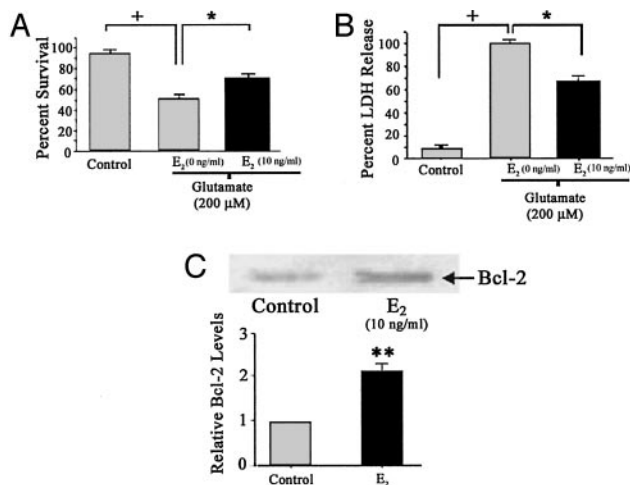 A
Percent Survival
+
*
100
80
60
40
20
0
Control
E2(0 ng/ml)
E2 (10 ng/ml)
Glutamate
(200 μM)
B
Percent LDH Release
+
*
100
80
60
40
20
0
Control
E2 (0 ng/ml)
E2 (10 ng/ml)
Glutamate
(200 μM)
C
Bcl-2
Control
E2
(10 ng/ml)
Relative Bcl-2 Levels
3
2
1
0
**
Control
E2